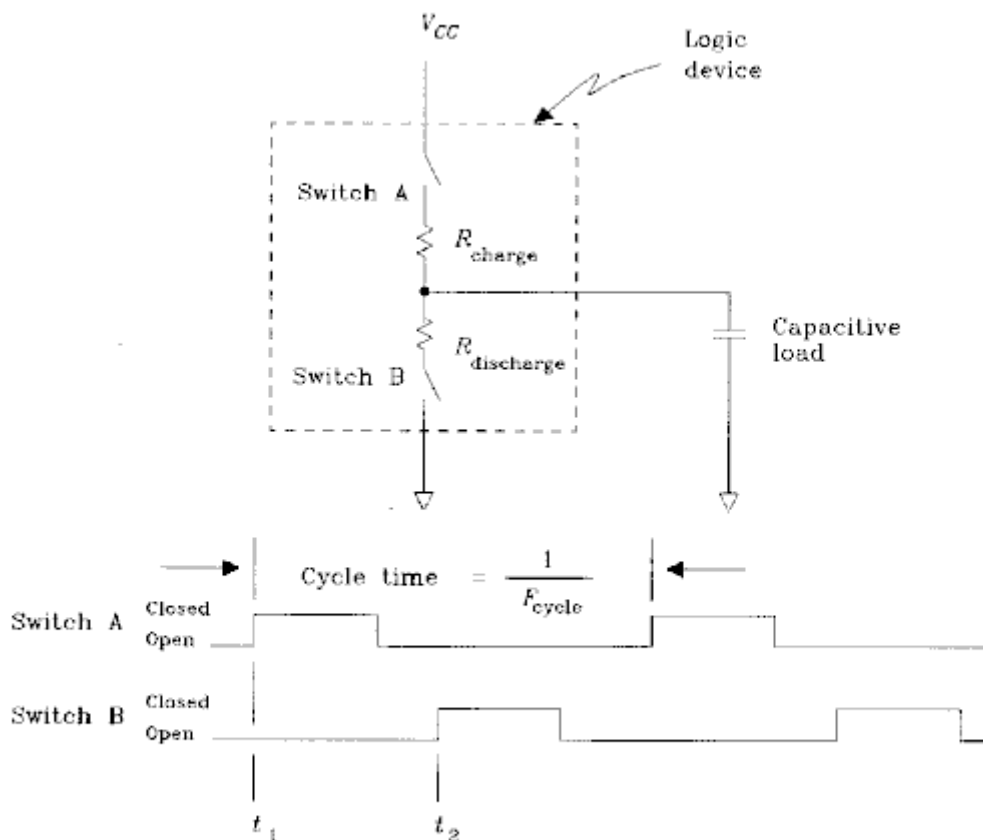 V_CC
Logic
device
Switch A
R_charge
R_discharge
Switch B
Capacitive
load
Cycle time = 1 / F_cycle
Switch A Closed
Open
Switch B Closed
Open
t_1
t_2